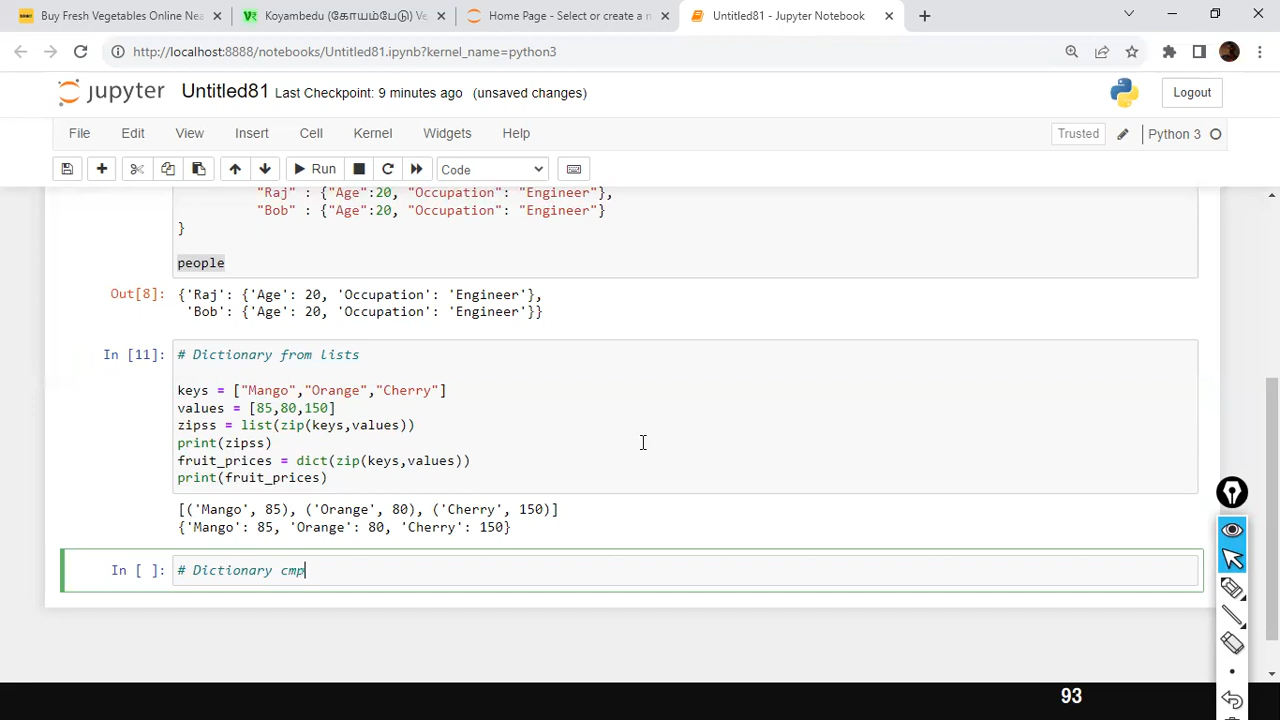 Buy Fresh Vegetables Online Nea
Koyambedu (கோயம்பேடு) Ve
Home Page - Select or create a n
Untitled81 - Jupyter Notebook
http://localhost:8888/notebooks/Untitled81.ipynb?kernel_name=python3
jupyter Untitled81 Last Checkpoint: 9 minutes ago (unsaved changes)
Logout
File Edit View Insert Cell Kernel Widgets Help
Trusted
Python 3
Run
Code
"Raj" : {"Age":20, "Occupation": "Engineer"},
"Bob" : {"Age":20, "Occupation": "Engineer"}
}
people
Out[8]: {'Raj': {'Age': 20, 'Occupation': 'Engineer'},
'Bob': {'Age': 20, 'Occupation': 'Engineer'}}
In [11]: # Dictionary from lists
keys = ["Mango","Orange","Cherry"]
values = [85,80,150]
zipss = list(zip(keys,values))
print(zipss)
fruit_prices = dict(zip(keys,values))
print(fruit_prices)
[('Mango', 85), ('Orange', 80), ('Cherry', 150)]
{'Mango': 85, 'Orange': 80, 'Cherry': 150}
In [ ]: # Dictionary cmp
93